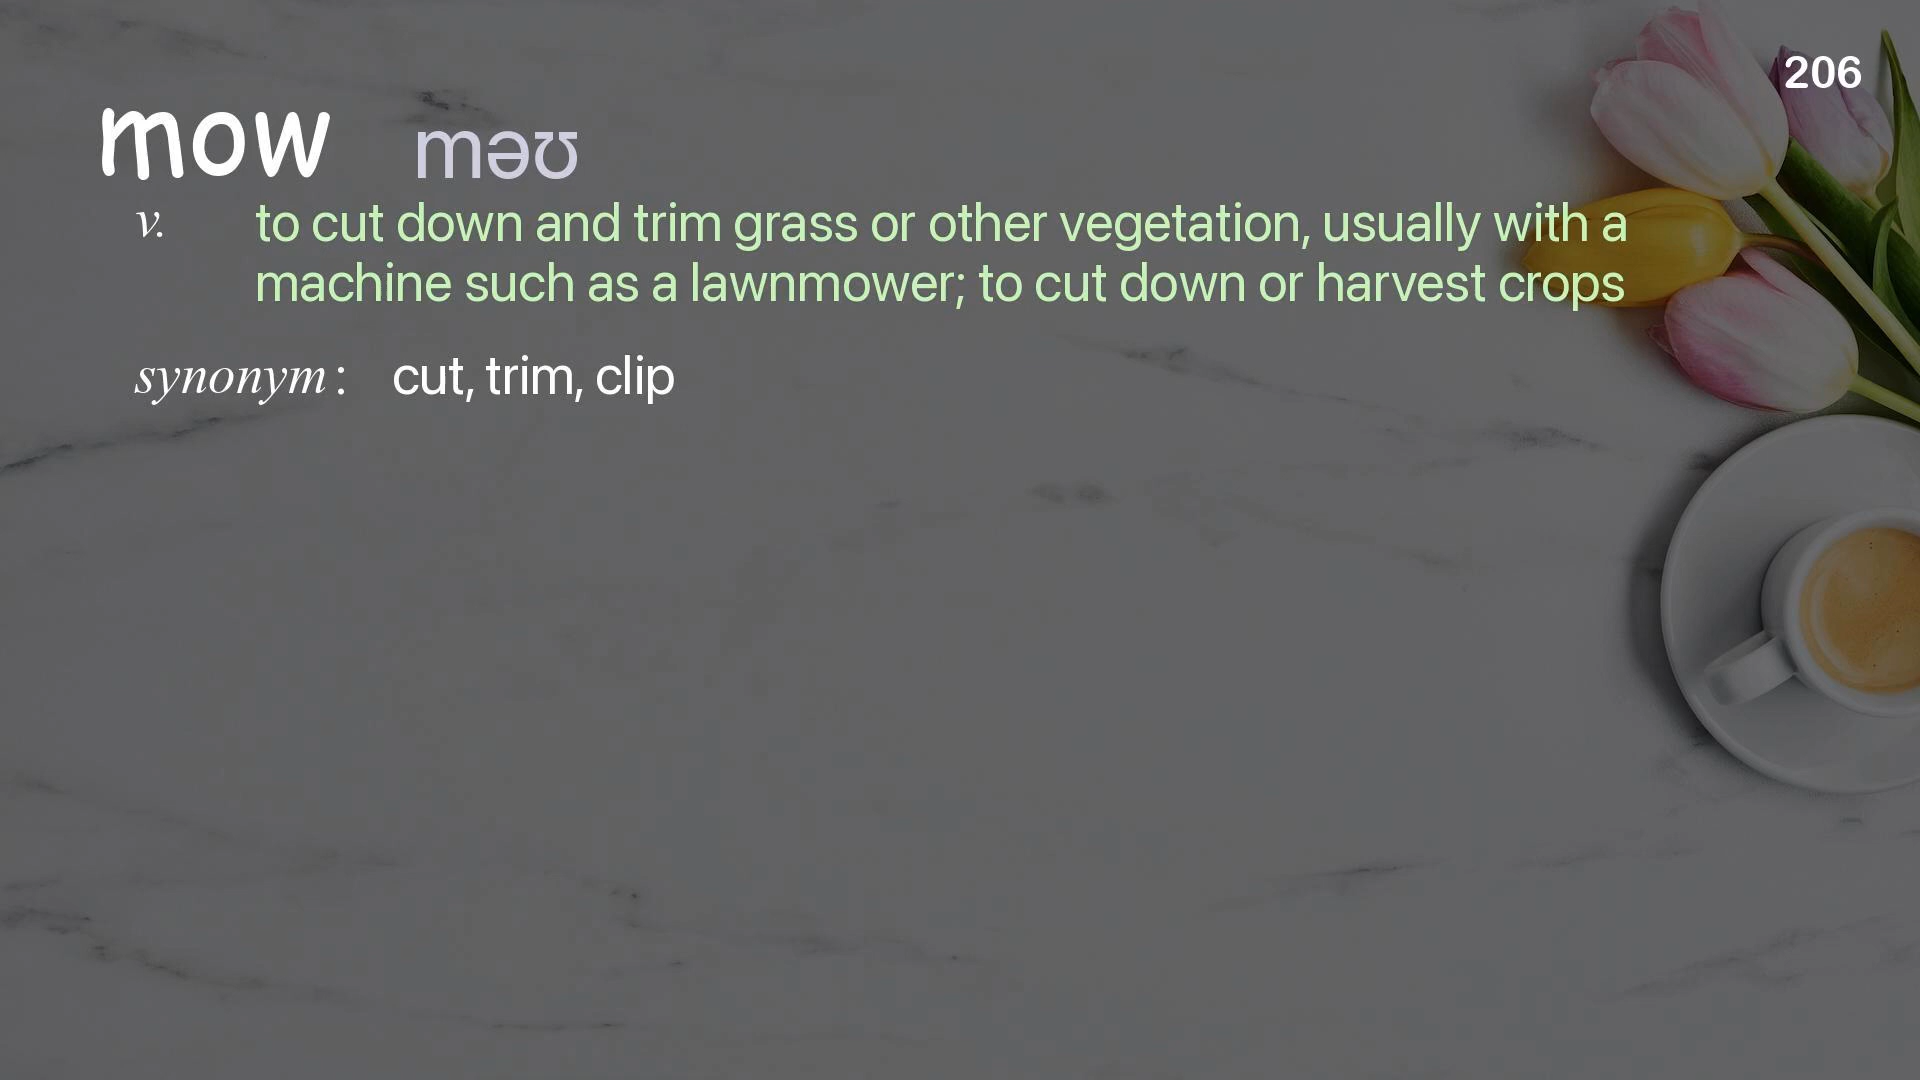 206
mow məʊ
v. to cut down and trim grass or other vegetation, usually with a
machine such as a lawnmower; to cut down or harvest crops
synonym : cut, trim, clip